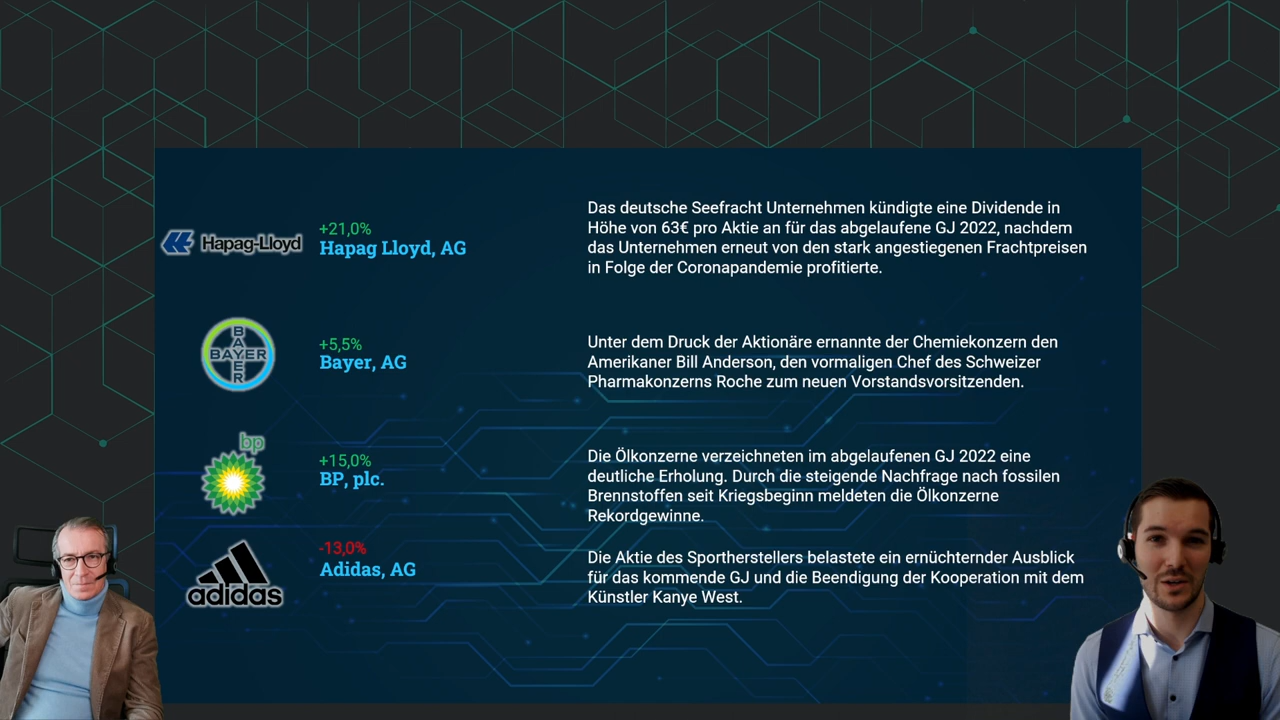 Hapag-Lloyd
+21,0%
Hapag Lloyd, AG
Das deutsche Seefracht Unternehmen kündigte eine Dividende in
Höhe von 63€ pro Aktie an für das abgelaufene GJ 2022, nachdem
das Unternehmen erneut von den stark angestiegenen Frachtpreisen
in Folge der Coronapandemie profitierte.
BAYER
BAYER
+5,5%
Bayer, AG
Unter dem Druck der Aktionäre ernannte der Chemiekonzern den
Amerikaner Bill Anderson, den vormaligen Chef des Schweizer
Pharmakonzerns Roche zum neuen Vorstandsvorsitzenden.
bp
+15,0%
BP, plc.
Die Ölkonzerne verzeichneten im abgelaufenen GJ 2022 eine
deutliche Erholung. Durch die steigende Nachfrage nach fossilen
Brennstoffen seit Kriegsbeginn meldeten die Ölkonzerne
Rekordgewinne.
adidas
-13,0%
Adidas, AG
Die Aktie des Sportherstellers belastete ein ernüchternder Ausblick
für das kommende GJ und die Beendigung der Kooperation mit dem
Künstler Kanye West.